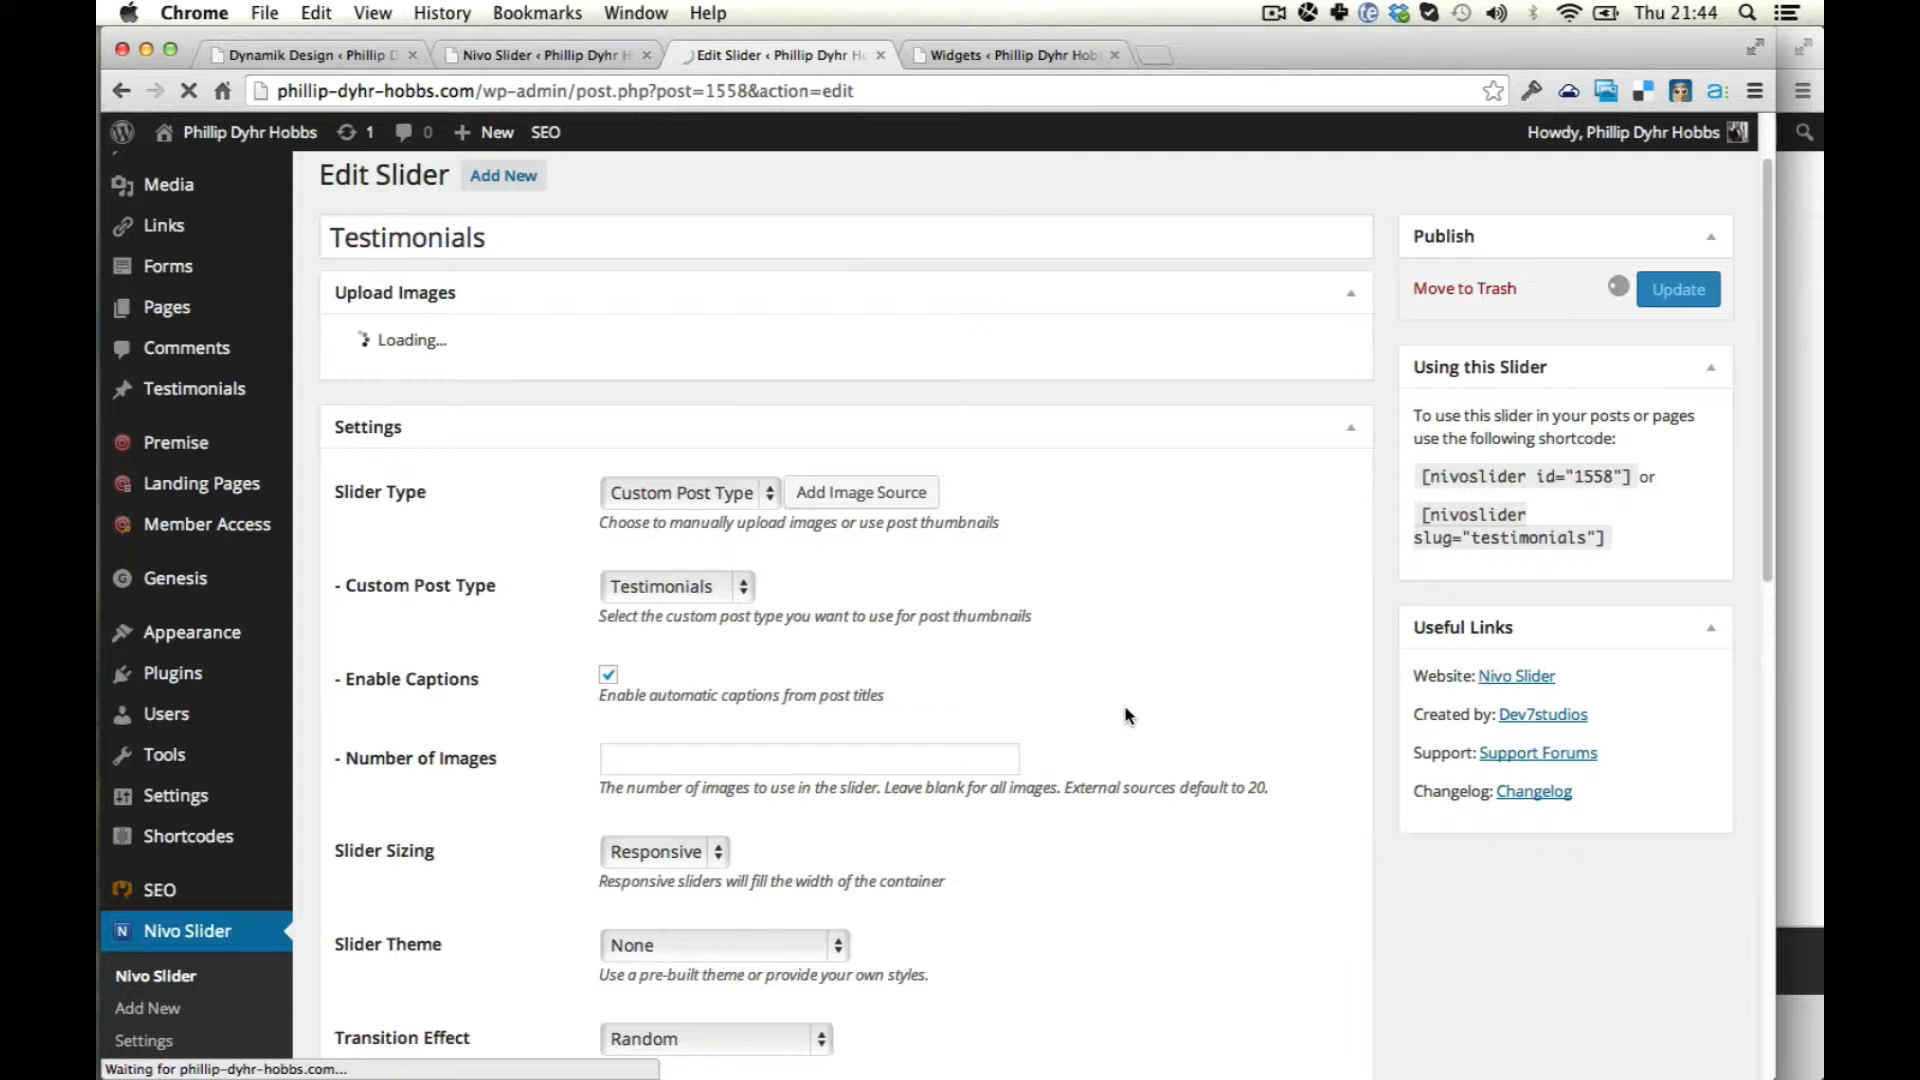 Chrome File Edit View History Bookmarks Window Help Thu 21:44
Dynamik Design ‹ Phillip D
Nivo Slider ‹ Phillip Dyhr H
Edit Slider ‹ Phillip Dyhr Ho
Widgets ‹ Phillip Dyhr Hob
phillip-dyhr-hobbs.com/wp-admin/post.php?post=1558&action=edit
Phillip Dyhr Hobbs 1 0 New SEO Howdy, Phillip Dyhr Hobbs
Media
Links
Forms
Pages
Comments
Testimonials
Premise
Landing Pages
Member Access
Genesis
Appearance
Plugins
Users
Tools
Settings
Shortcodes
SEO
Nivo Slider
Nivo Slider
Add New
Settings
Edit Slider Add New
Testimonials
Upload Images
Loading...
Settings
Slider Type Custom Post Type Add Image Source
Choose to manually upload images or use post thumbnails
- Custom Post Type Testimonials
Select the custom post type you want to use for post thumbnails
- Enable Captions
Enable automatic captions from post titles
- Number of Images
The number of images to use in the slider. Leave blank for all images. External sources default to 20.
Slider Sizing Responsive
Responsive sliders will fill the width of the container
Slider Theme None
Use a pre-built theme or provide your own styles.
Transition Effect Random
Publish
Move to Trash Update
Using this Slider
To use this slider in your posts or pages
use the following shortcode:
[nivoslider id="1558"] or
[nivoslider
slug="testimonials"]
Useful Links
Website: Nivo Slider
Created by: Dev7studios
Support: Support Forums
Changelog: Changelog
Waiting for phillip-dyhr-hobbs.com...